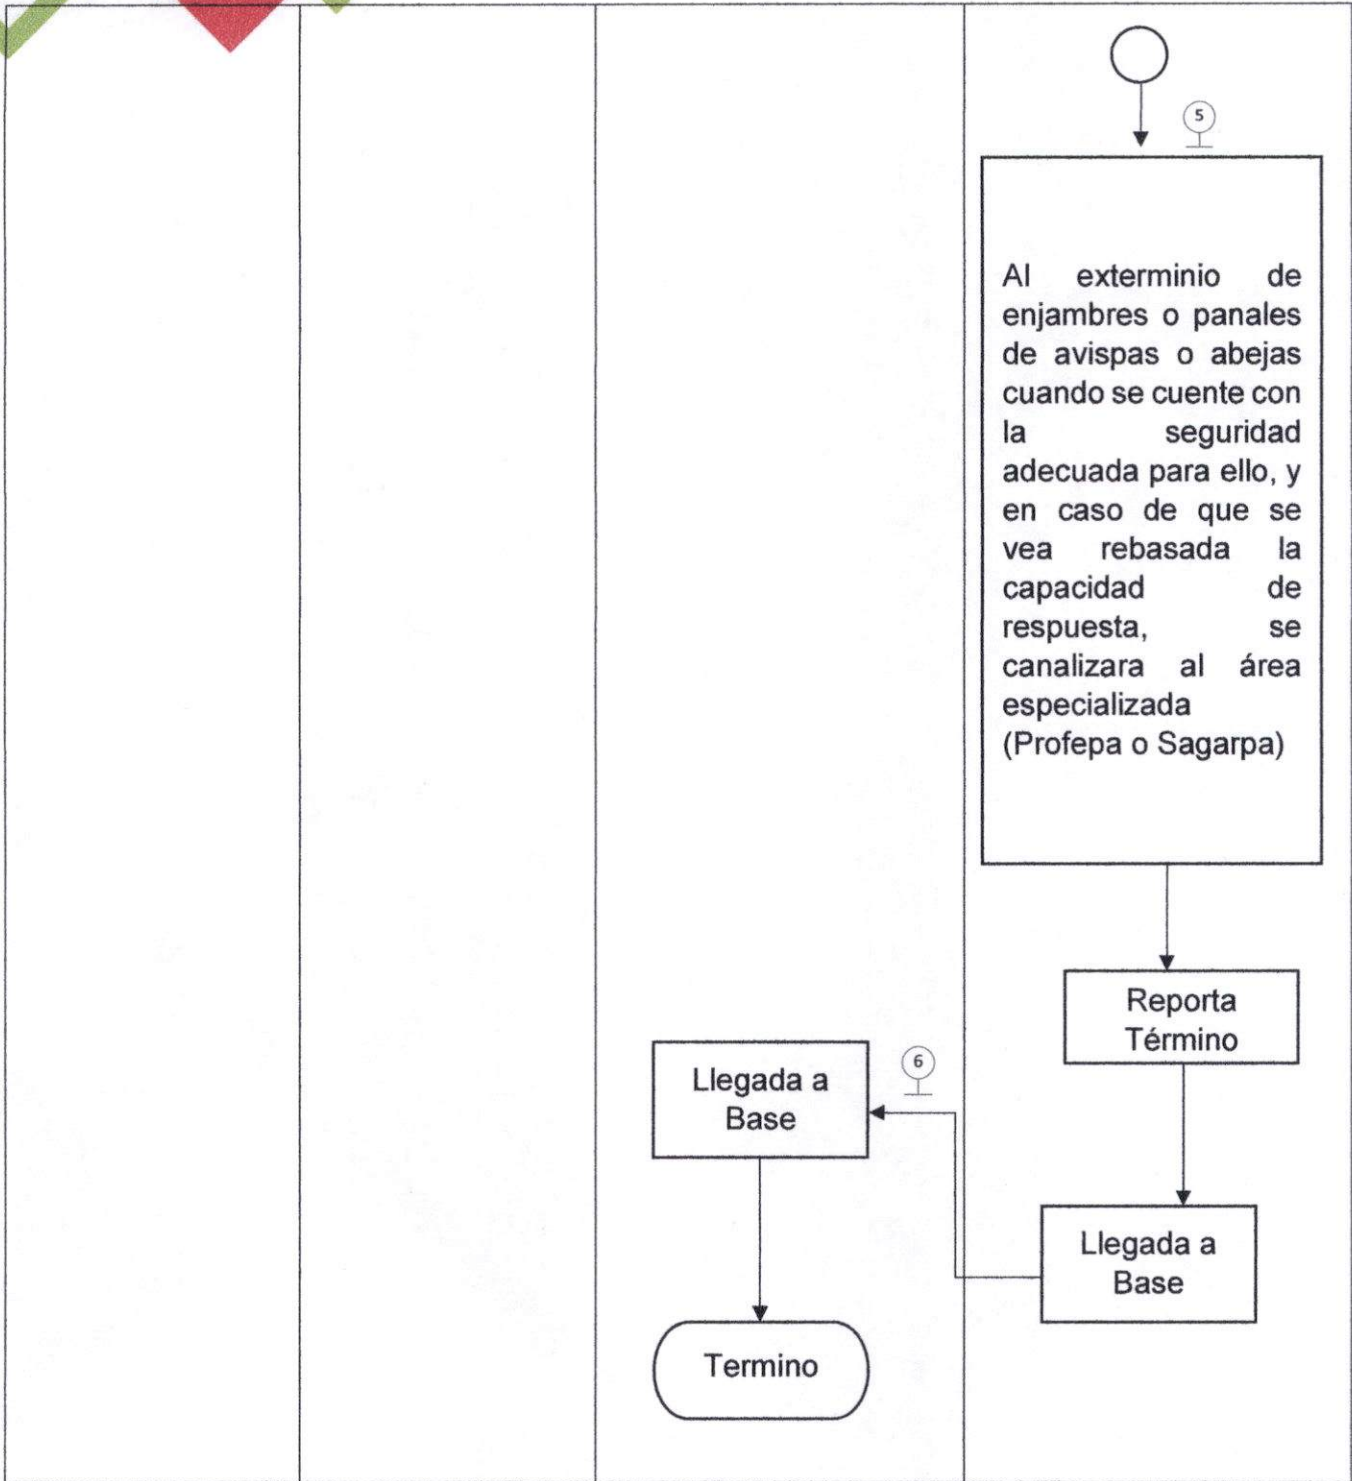 5
Al exterminio de
enjambres o panales
de avispas o abejas
cuando se cuente con
la seguridad
adecuada para ello, y
en caso de que se
vea rebasada la
capacidad de
respuesta, se
canalizara al área
especializada
(Profepa o Sagarpa)
Reporta
Término
6
Llegada a
Base
Llegada a
Base
Termino